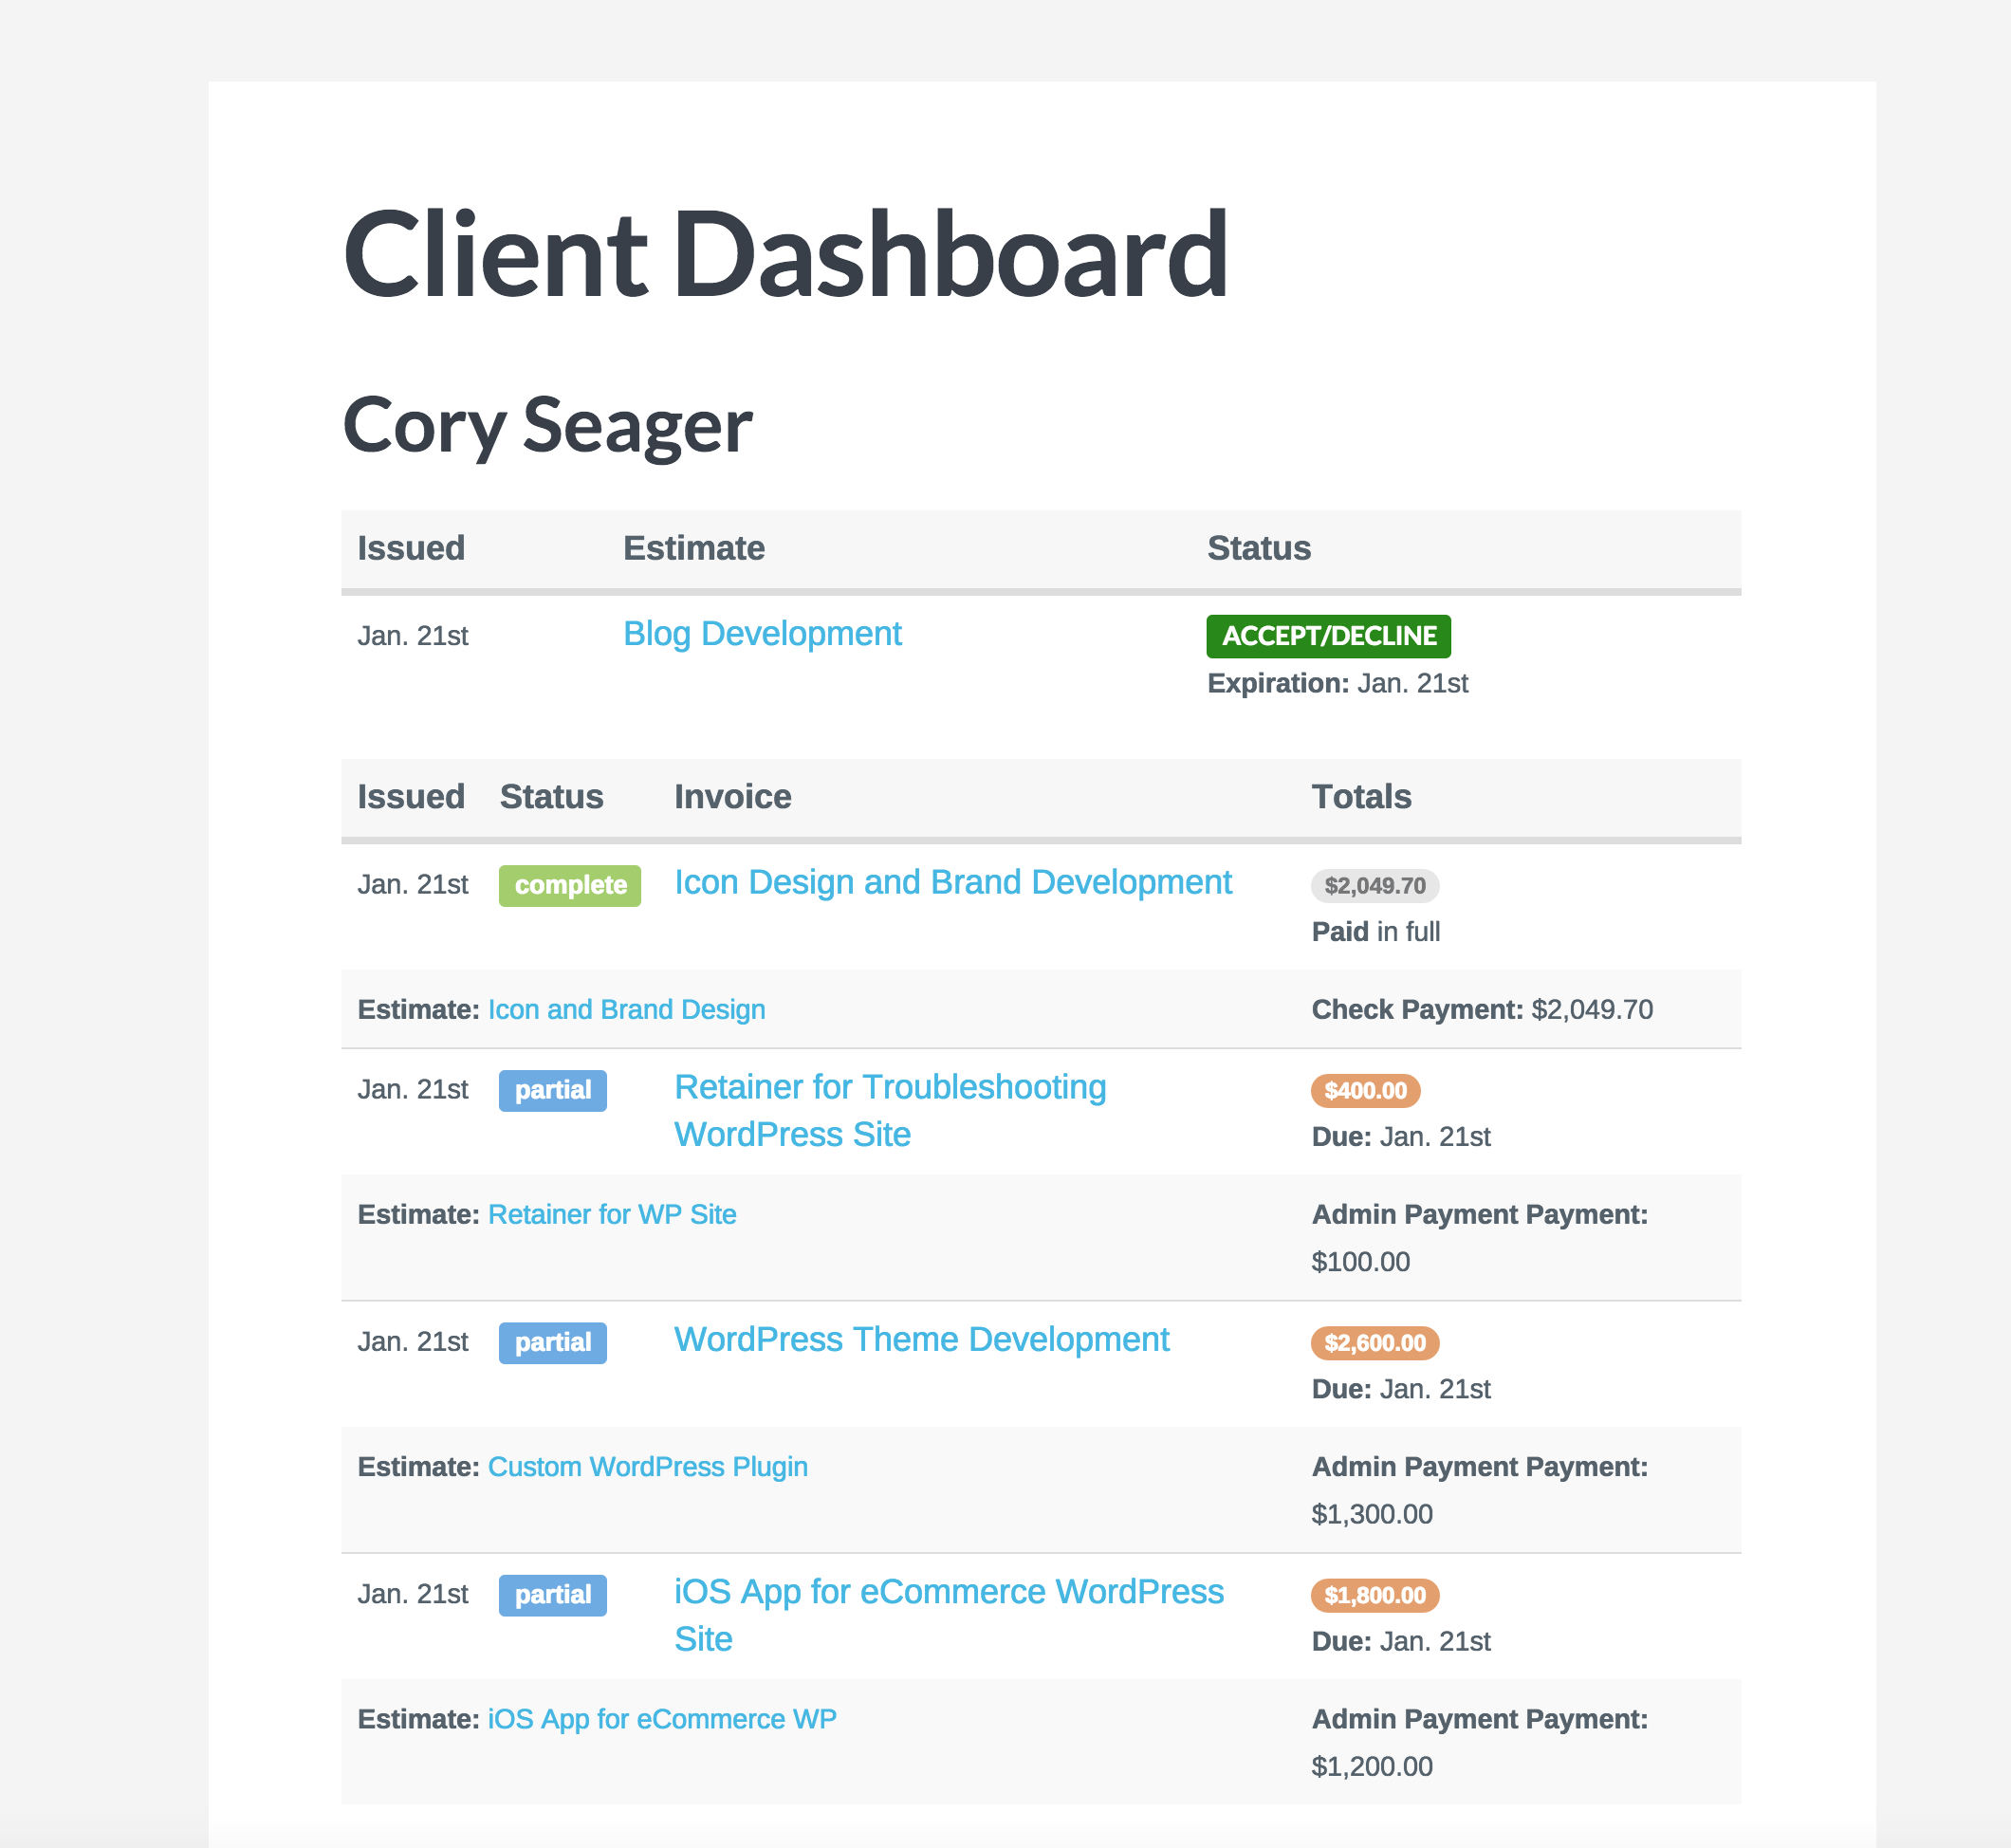 Client Dashboard
Cory Seager
Issued Estimate Status
Jan. 21st Blog Development ACCEPT/DECLINE
Expiration: Jan. 21st
Issued Status Invoice Totals
Jan. 21st complete Icon Design and Brand Development $2,049.70
Paid in full
Estimate: Icon and Brand Design Check Payment: $2,049.70
Jan. 21st partial Retainer for Troubleshooting $400.00
WordPress Site Due: Jan. 21st
Estimate: Retainer for WP Site Admin Payment Payment:
$100.00
Jan. 21st partial WordPress Theme Development $2,600.00
Due: Jan. 21st
Estimate: Custom WordPress Plugin Admin Payment Payment:
$1,300.00
Jan. 21st partial iOS App for eCommerce WordPress $1,800.00
Site Due: Jan. 21st
Estimate: iOS App for eCommerce WP Admin Payment Payment:
$1,200.00